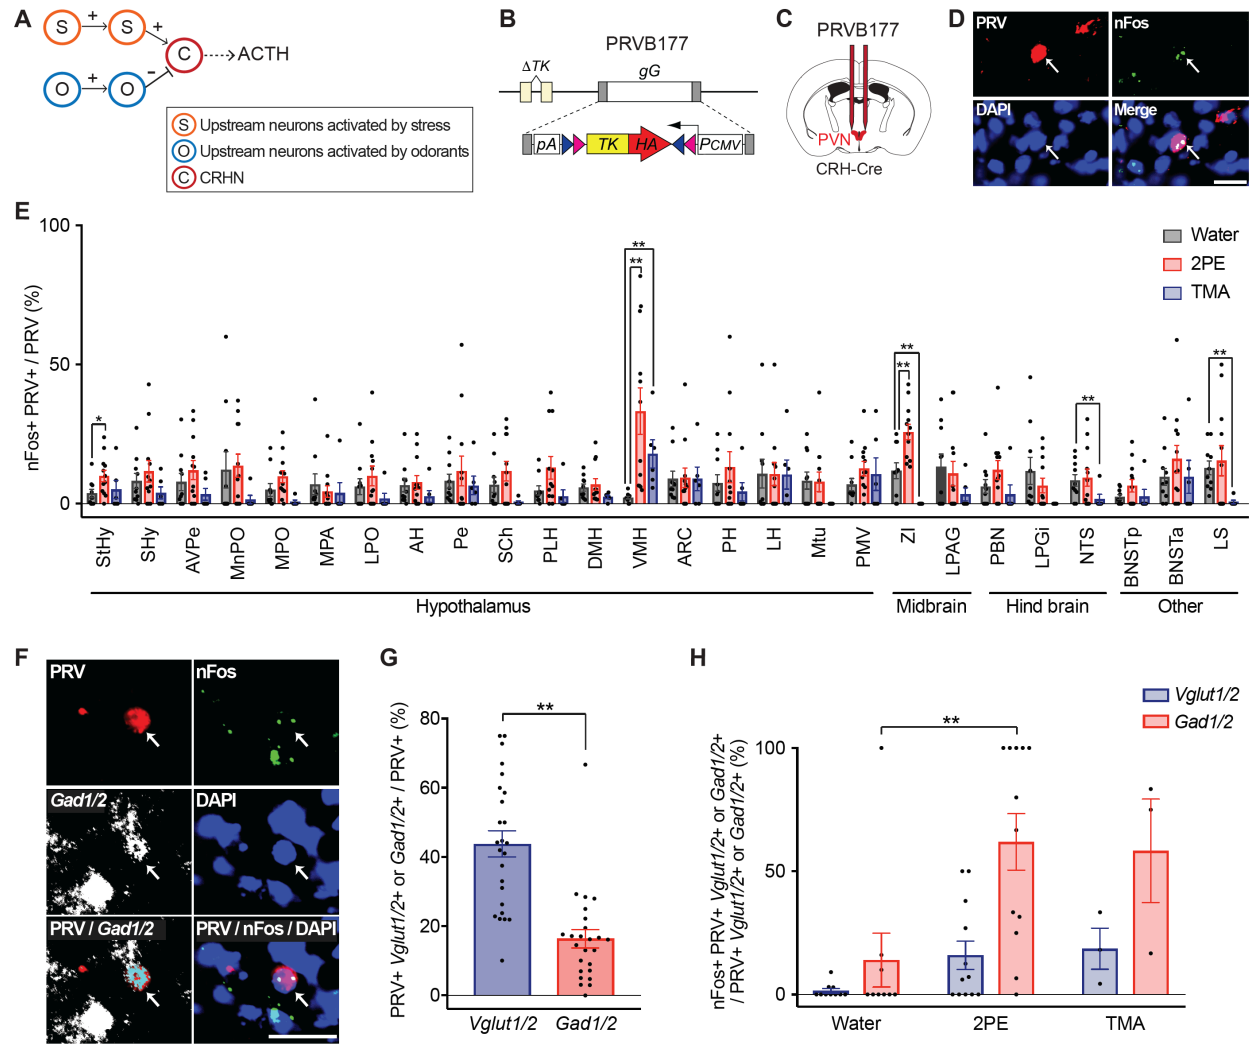 A
S
+
S
+
C
ACTH
O
+
O
-
S Upstream neurons activated by stress
O Upstream neurons activated by odorants
C CRHN
B
PRVB177
ΔTK
gG
pA
TK
HA
PCMV
C
PRVB177
PVN
CRH-Cre
D
PRV
nFos
DAPI
Merge
E
nFos+ PRV+ / PRV (%)
100
50
0
*
**
**
**
**
**
**
Water
2PE
TMA
StHy
SHy
AVPe
MnPO
MPO
MPA
LPO
AH
Pe
SCh
PLH
DMH
VMH
ARC
PH
LH
Mtu
PMV
ZI
LPAG
PBN
LPGi
NTS
BNSTp
BNSTa
LS
Hypothalamus
Midbrain
Hind brain
Other
F
PRV
nFos
Gad1/2
DAPI
PRV / Gad1/2
PRV / nFos / DAPI
G
PRV+ Vglut1/2+ or Gad1/2+ / PRV+ (%)
80
60
40
20
0
**
Vglut1/2
Gad1/2
H
nFos+ PRV+ Vglut1/2+ or Gad1/2+
/ PRV+ Vglut1/2+ or Gad1/2+ (%)
100
50
0
**
Vglut1/2
Gad1/2
Water
2PE
TMA